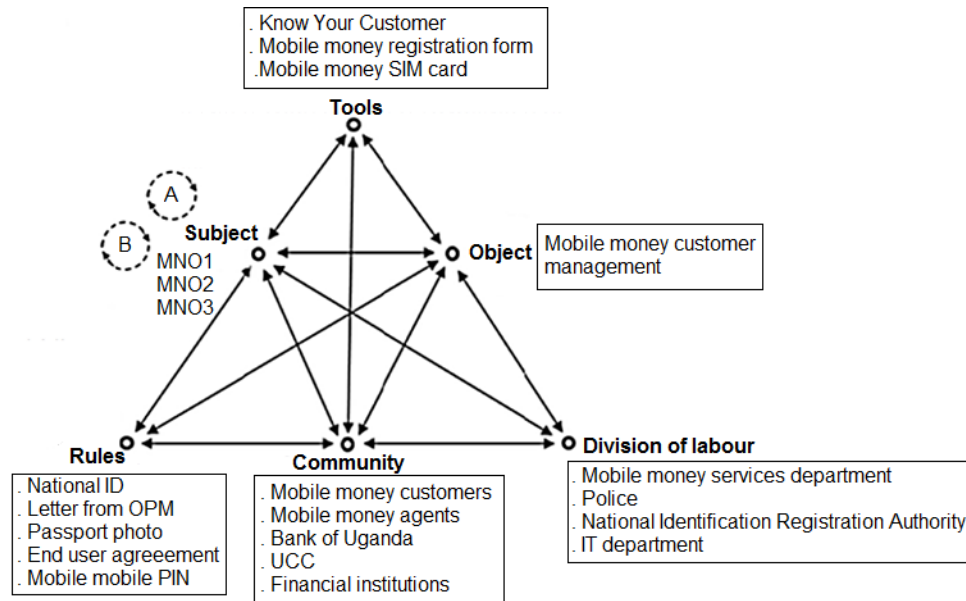 . Know Your Customer
. Mobile money registration form
.Mobile money SIM card
Tools
A
B
Subject
MNO1
MNO2
MNO3
Object
Mobile money customer
management
Rules
. National ID
. Letter from OPM
. Passport photo
. End user agreeement
. Mobile mobile PIN
Community
. Mobile money customers
. Mobile money agents
. Bank of Uganda
. UCC
. Financial institutions
Division of labour
. Mobile money services department
. Police
. National Identification Registration Authority
. IT department